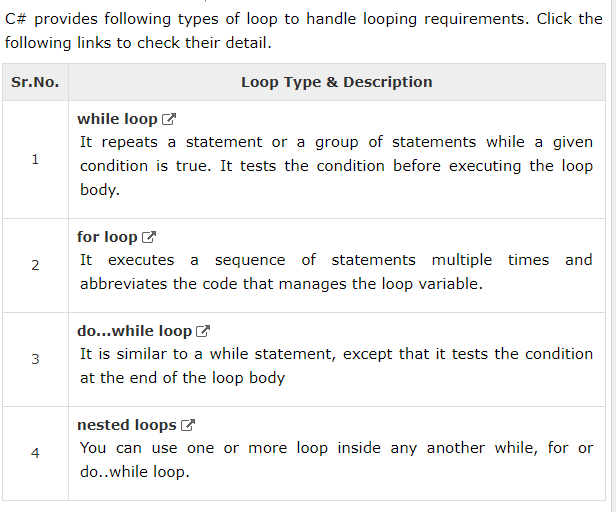 C# provides following types of loop to handle looping requirements. Click the
following links to check their detail.
Sr.No. Loop Type & Description
while loop
It repeats a statement or a group of statements while a given
1 condition is true. It tests the condition before executing the loop
body.
for loop
2 It executes a sequence of statements multiple times and
abbreviates the code that manages the loop variable.
do...while loop
3 It is similar to a while statement, except that it tests the condition
at the end of the loop body
nested loops
4 You can use one or more loop inside any another while, for or
do..while loop.